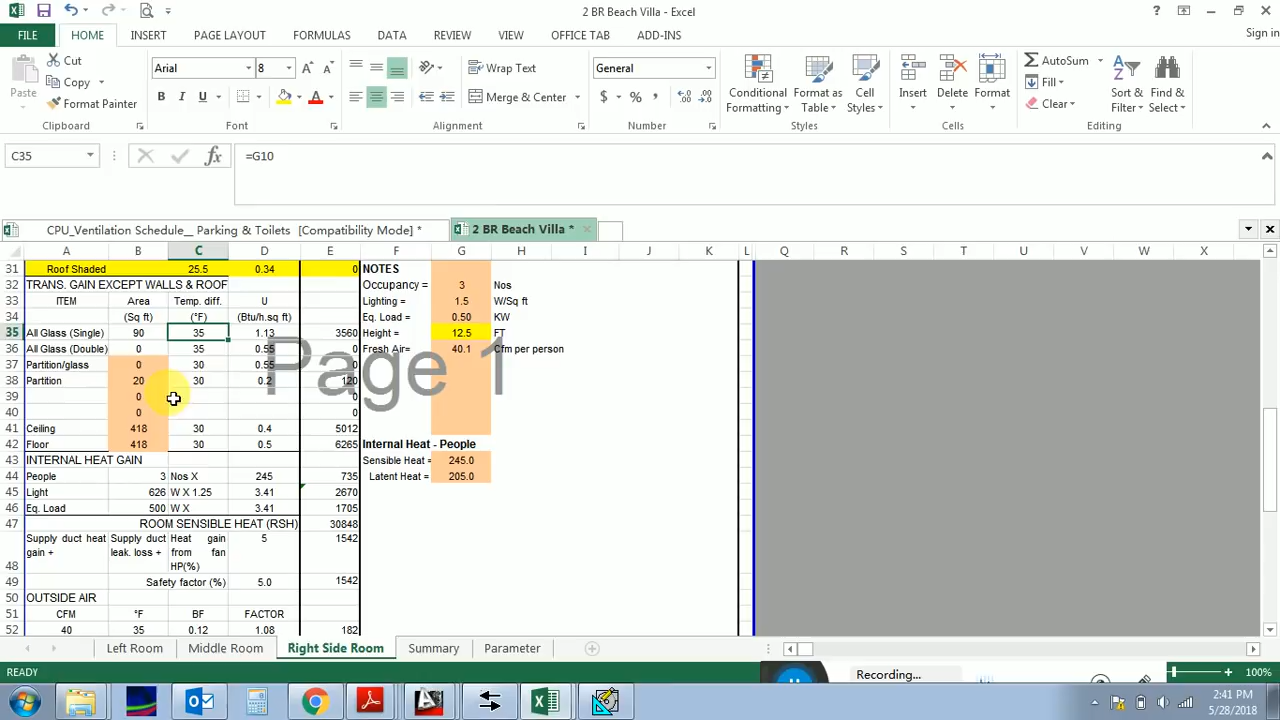 2 BR Beach Villa - Excel
FILE HOME INSERT PAGE LAYOUT FORMULAS DATA REVIEW VIEW OFFICE TAB ADD-INS Sign in
Paste
Cut
Copy
Format Painter
Clipboard
Arial 8
B I U
Font
Wrap Text
Merge & Center
Alignment
General
$ % ,
Number
Conditional Formatting
Format as Table
Cell Styles
Styles
Insert
Delete
Format
Cells
AutoSum
Fill
Clear
Sort & Filter
Find & Select
Editing
C35 fx =G10
CPU_Ventilation Schedule__ Parking & Toilets [Compatibility Mode] *
2 BR Beach Villa *
A B C D E F G H I J K L Q R S T U V W X
31 Roof Shaded 25.5 0.34 0 NOTES
32 TRANS. GAIN EXCEPT WALLS & ROOF Occupancy = 3 Nos
33 ITEM Area Temp. diff. U Lighting = 1.5 W/Sq ft
34 (Sq ft) (°F) (Btu/h.sq ft) Eq. Load = 0.50 KW
35 All Glass (Single) 90 35 1.13 3560 Height = 12.5 FT
36 All Glass (Double) 0 35 0.55 0 Fresh Air= 40.1 Cfm per person
37 Partition/glass 0 30 0.55 0
Page 1
38 Partition 20 30 0.2 120
39 0 0
40 0 0
41 Ceiling 418 30 0.4 5012
42 Floor 418 30 0.5 6265 Internal Heat - People
43 INTERNAL HEAT GAIN Sensible Heat = 245.0
44 People 3 Nos X 245 735 Latent Heat = 205.0
45 Light 626 W X 1.25 3.41 2670
46 Eq. Load 500 W X 3.41 1705
47 ROOM SENSIBLE HEAT (RSH) 30848
48 Supply duct heat gain + Supply duct leak. loss + Heat gain from fan HP(%) 5 1542
49 Safety factor (%) 5.0 1542
50 OUTSIDE AIR
51 CFM °F BF FACTOR
52 40 35 0.12 1.08 182
Left Room Middle Room Right Side Room Summary Parameter
READY
Recording...
100%
2:41 PM
5/28/2018